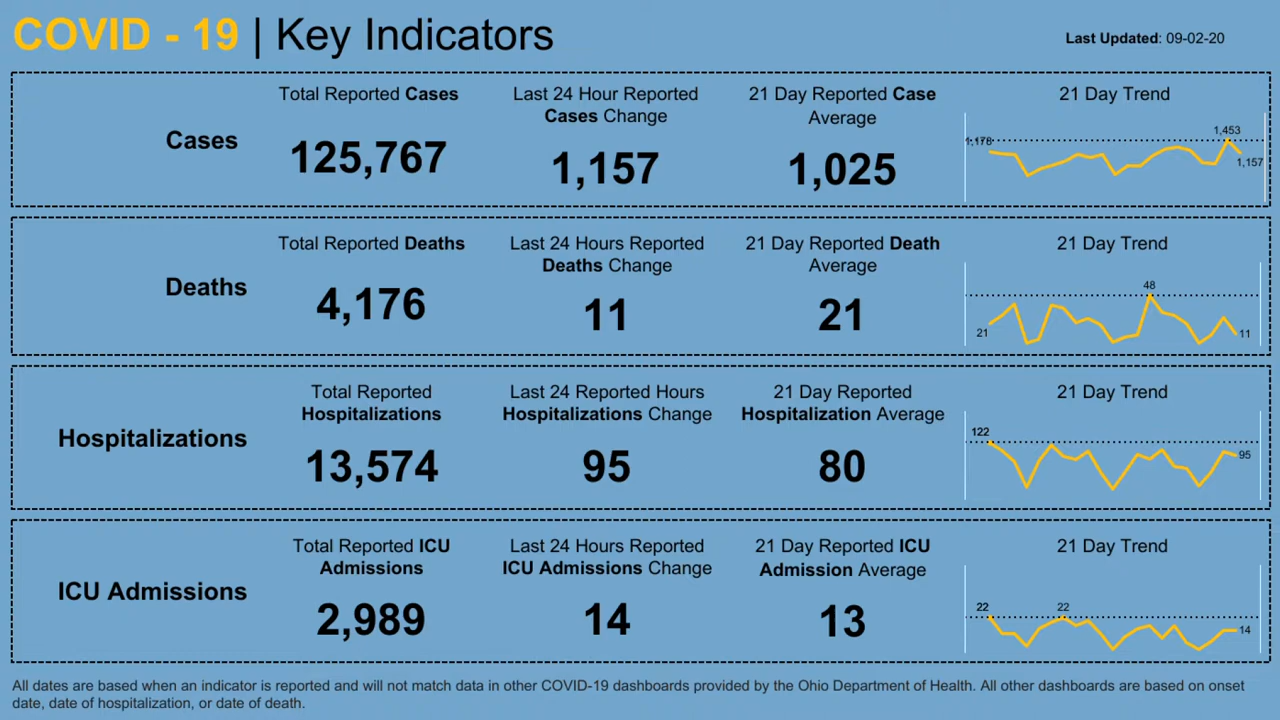 COVID - 19 | Key Indicators
Last Updated: 09-02-20
Cases
Total Reported Cases
125,767
Last 24 Hour Reported
Cases Change
1,157
21 Day Reported Case
Average
1,025
21 Day Trend
1,178
1,453
1,157
Deaths
Total Reported Deaths
4,176
Last 24 Hours Reported
Deaths Change
11
21 Day Reported Death
Average
21
21 Day Trend
21
48
11
Hospitalizations
Total Reported
Hospitalizations
13,574
Last 24 Reported Hours
Hospitalizations Change
95
21 Day Reported
Hospitalization Average
80
21 Day Trend
122
95
ICU Admissions
Total Reported ICU
Admissions
2,989
Last 24 Hours Reported
ICU Admissions Change
14
21 Day Reported ICU
Admission Average
13
21 Day Trend
22
22
14
All dates are based when an indicator is reported and will not match data in other COVID-19 dashboards provided by the Ohio Department of Health. All other dashboards are based on onset
date, date of hospitalization, or date of death.